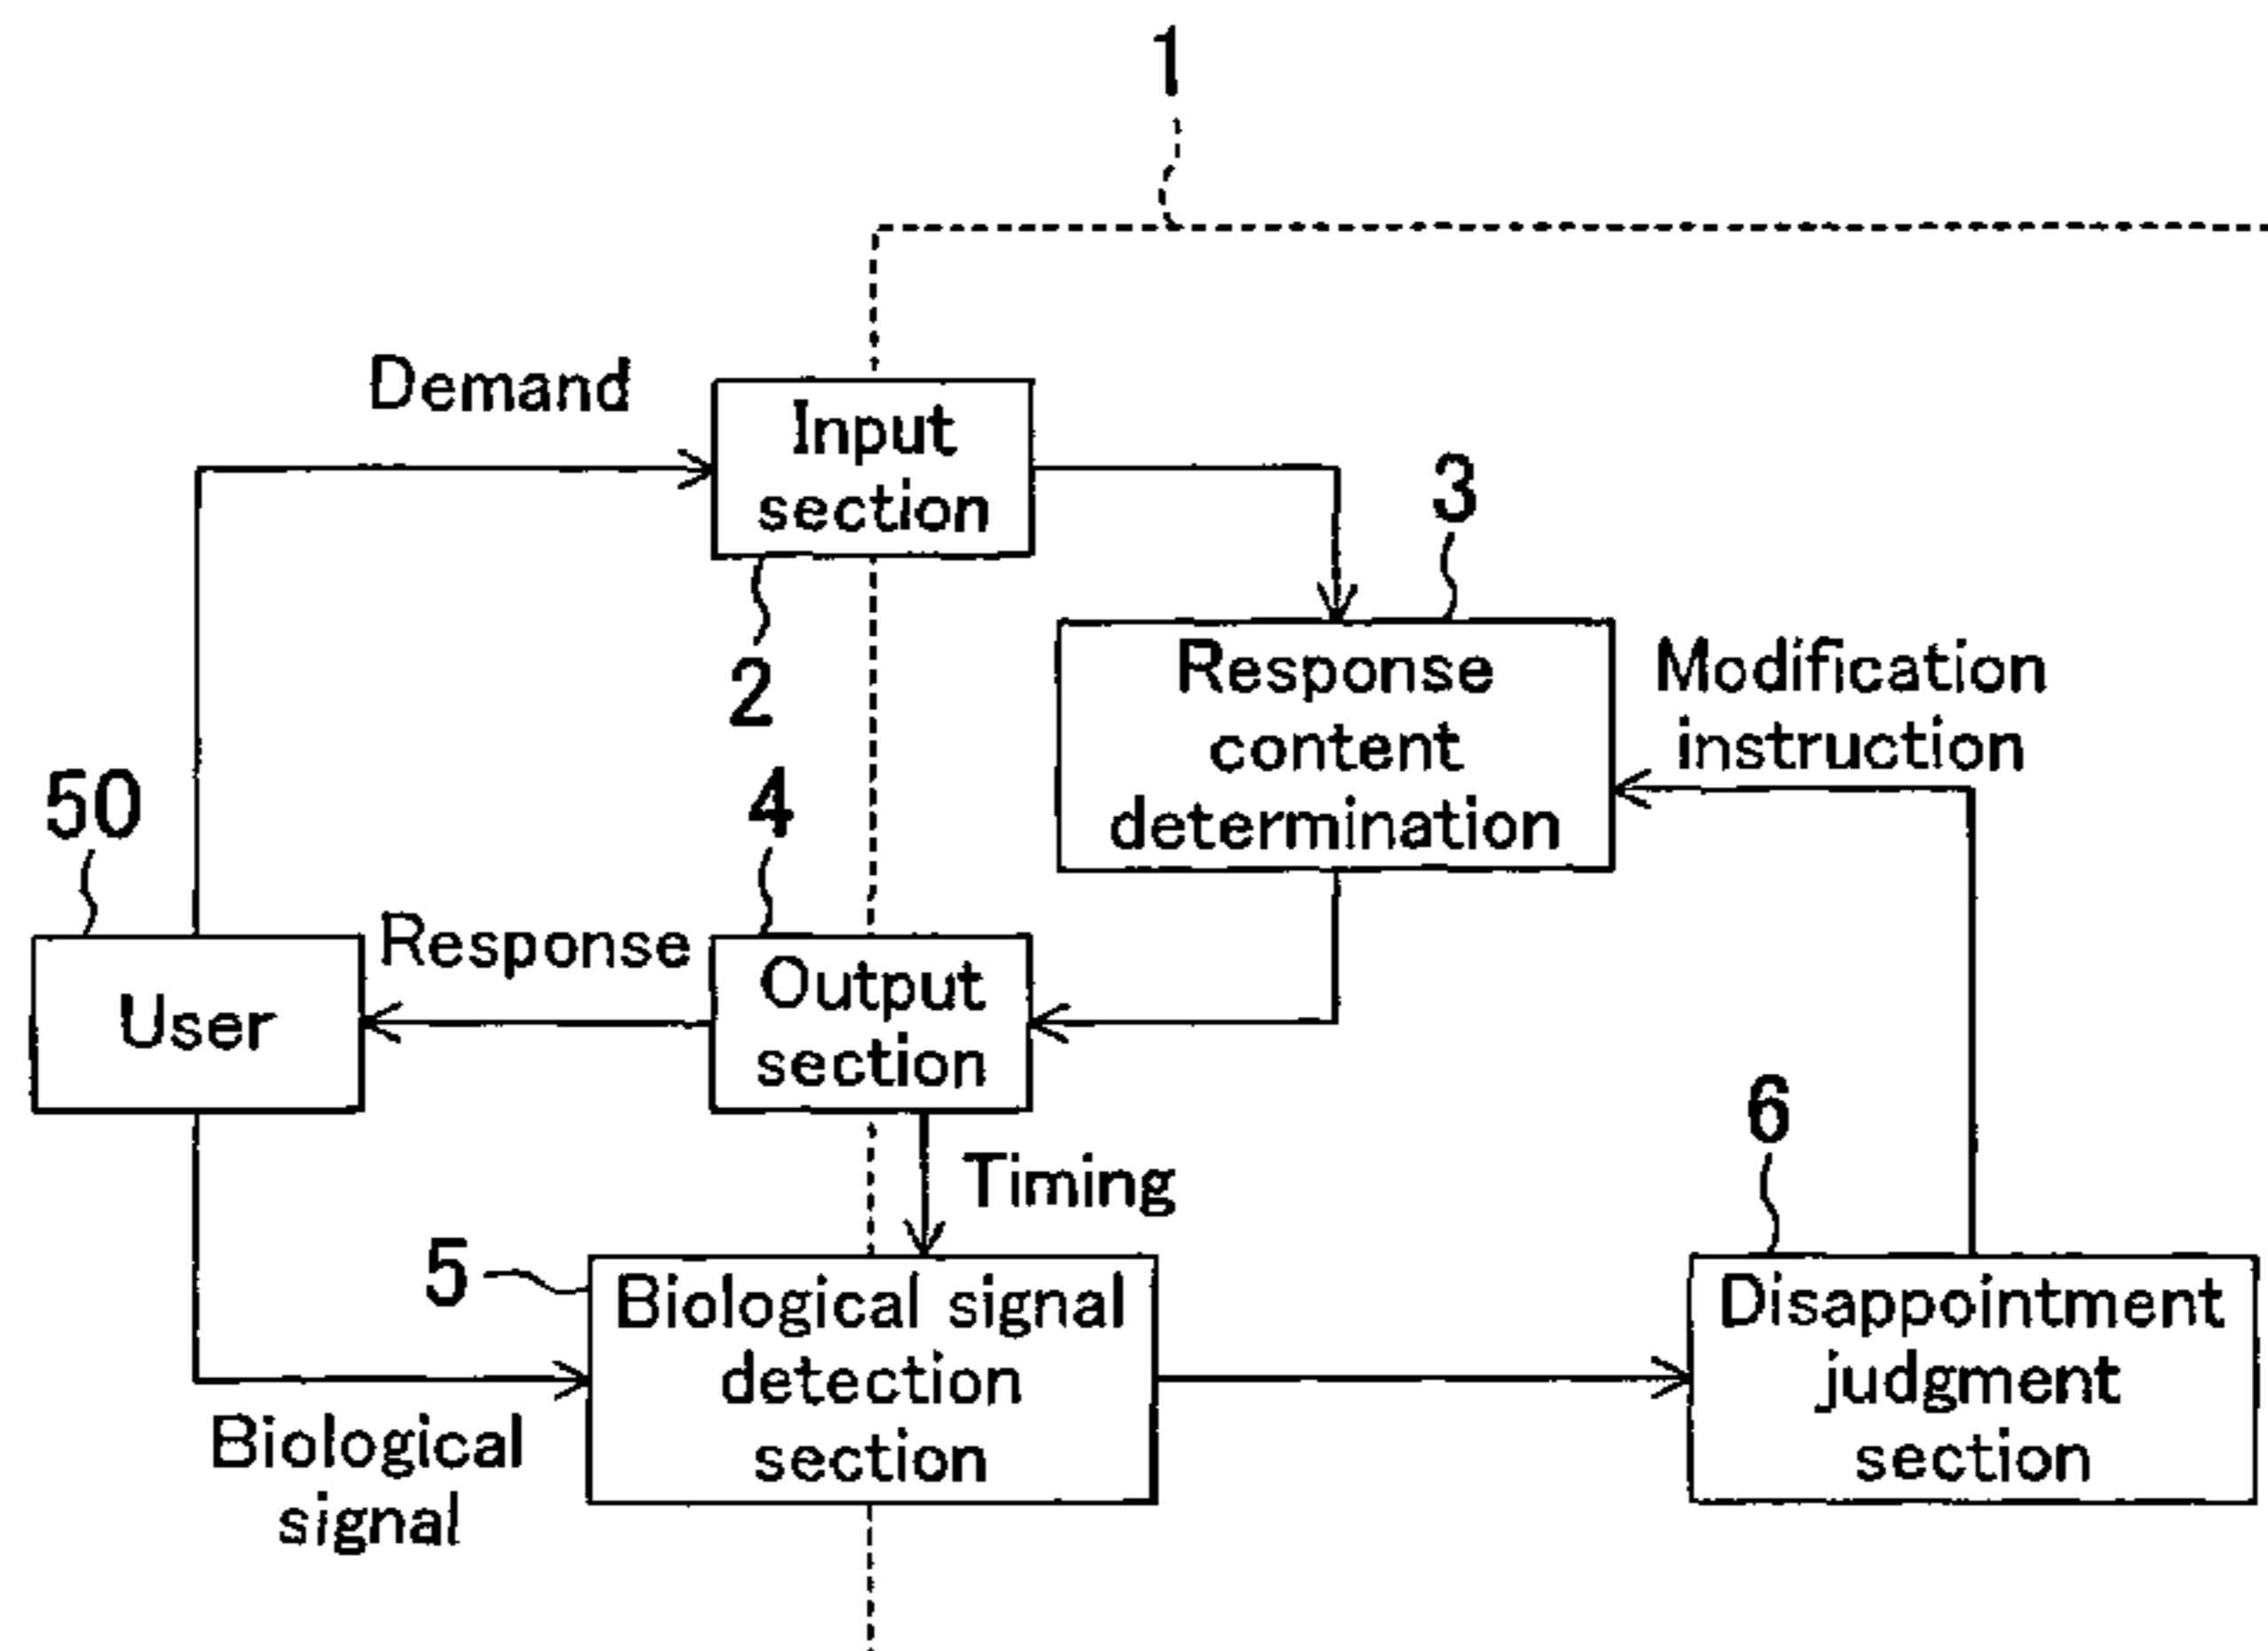 1
Demand
Input
section
2
3
Response
content
determination
Modification
instruction
50
User
Response
4
Output
section
Timing
5
Biological signal
detection
section
Biological
signal
6
Disappointment
judgment
section